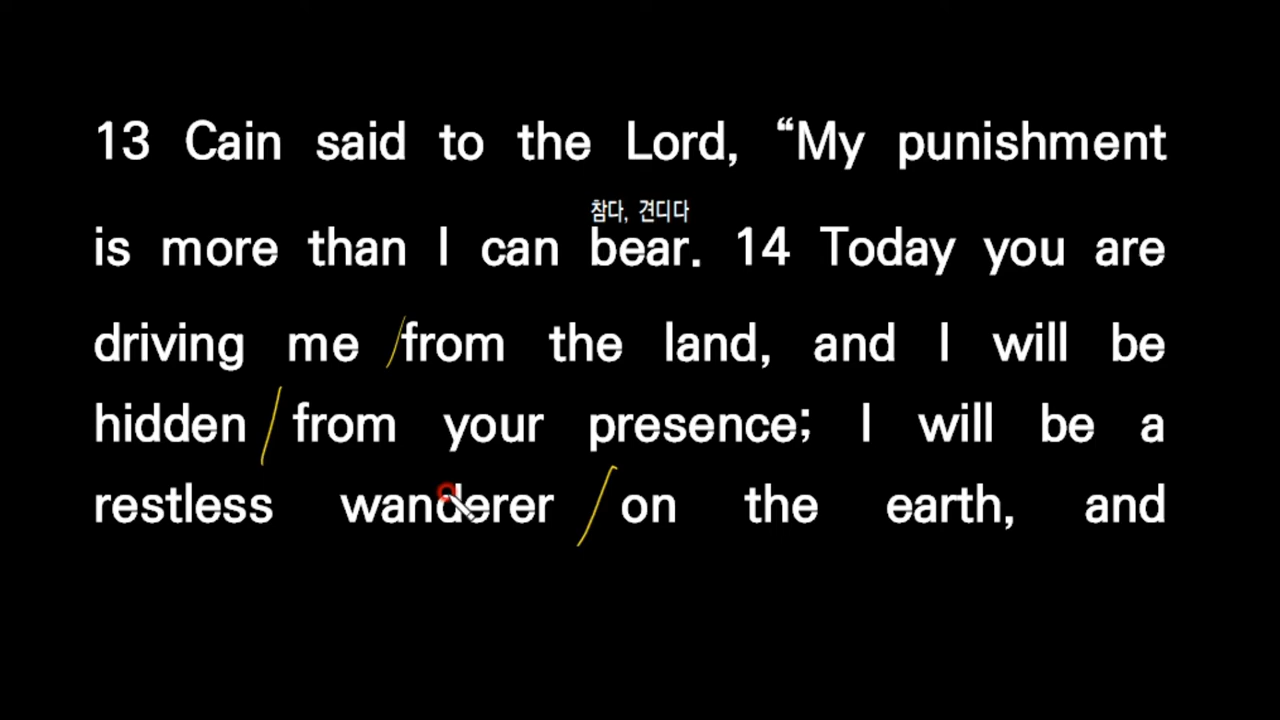 13 Cain said to the Lord, “My punishment
참다, 견디다
is more than I can bear. 14 Today you are
driving me from the land, and I will be
hidden from your presence; I will be a
restless wanderer on the earth, and